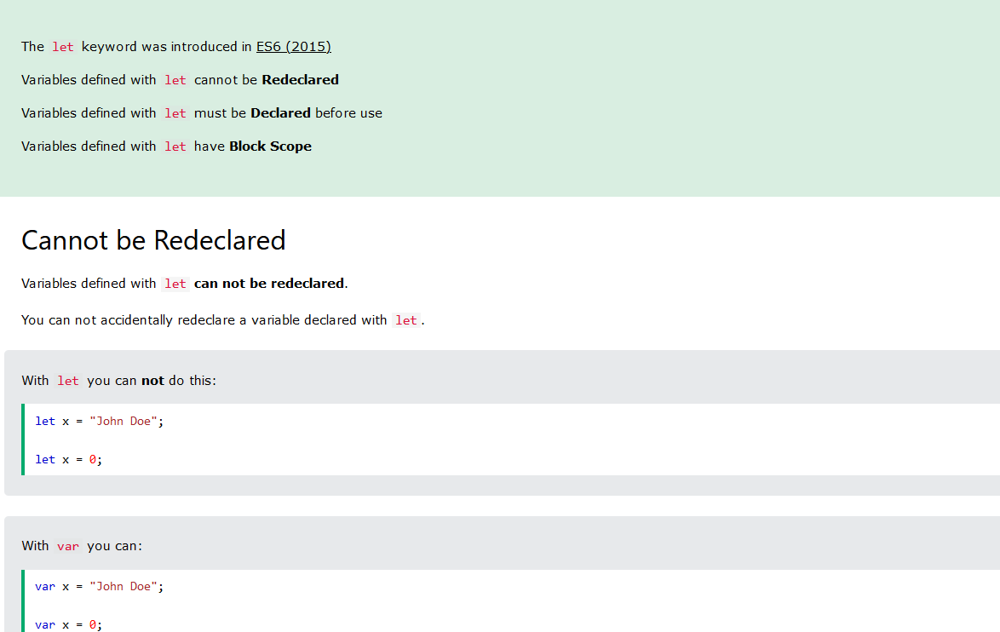 The let keyword was introduced in ES6 (2015)
Variables defined with let cannot be Redeclared
Variables defined with let must be Declared before use
Variables defined with let have Block Scope
Cannot be Redeclared
Variables defined with let can not be redeclared.
You can not accidentally redeclare a variable declared with let.
With let you can not do this:
let x = "John Doe";
let x = 0;
With var you can:
var x = "John Doe";
var x = 0;